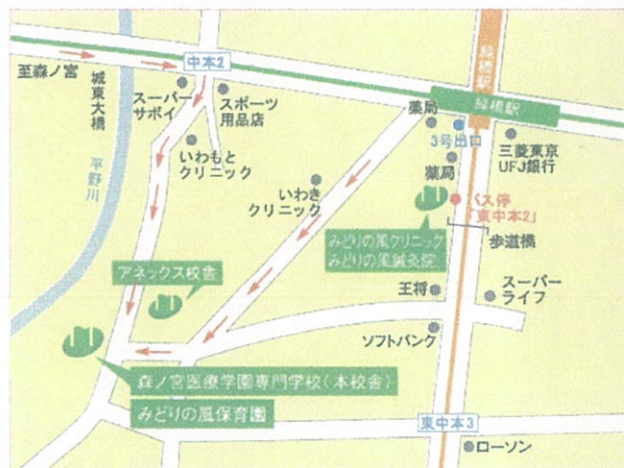 中本2
緑橋駅
緑橋駅
至森ノ宮
城東大橋
平野川
スーパー
サボイ
スポーツ
用品店
薬局
3号出口
三菱東京
UFJ銀行
いわもと
クリニック
薬局
いわき
クリニック
バス停
「東中本2」
みどりの風クリニック
みどりの風鍼灸院
歩道橋
アネックス校舎
王将
スーパー
ライフ
ソフトバンク
森ノ宮医療学園専門学校(本校舎)
みどりの風保育園
東中本3
ローソン